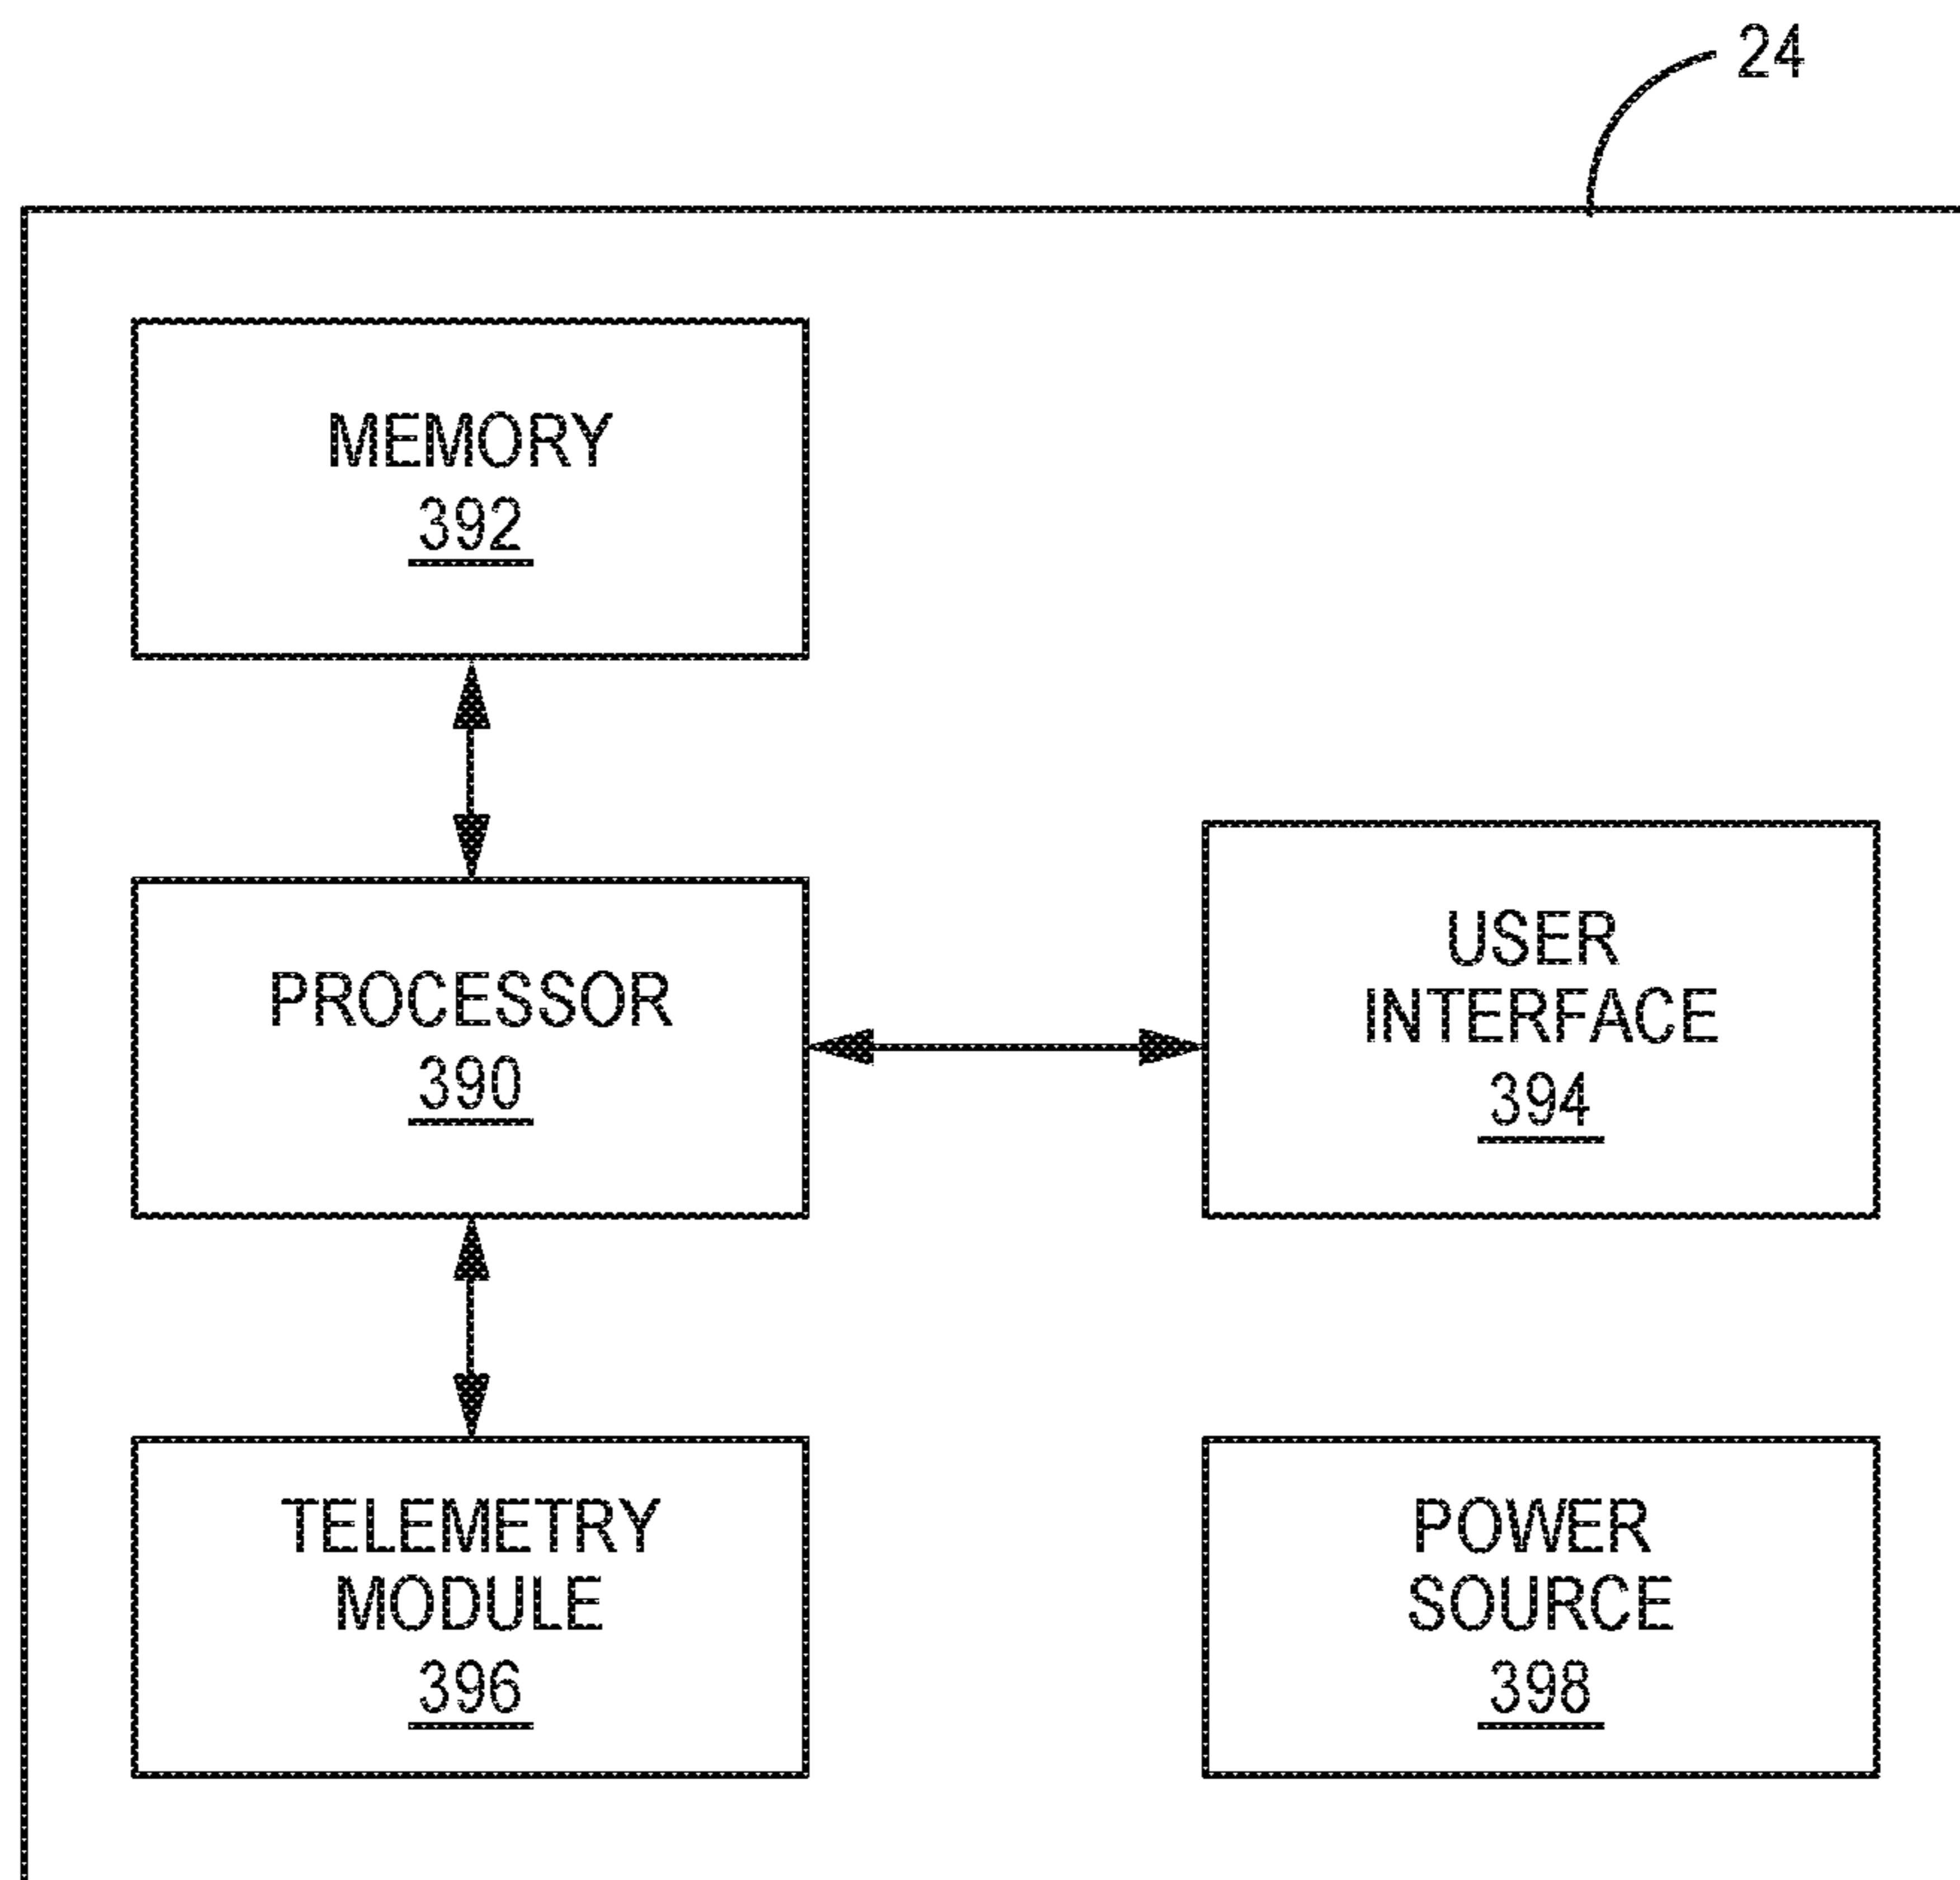 24
MEMORY
392
PROCESSOR
390
USER
INTERFACE
394
TELEMETRY
MODULE
396
POWER
SOURCE
398